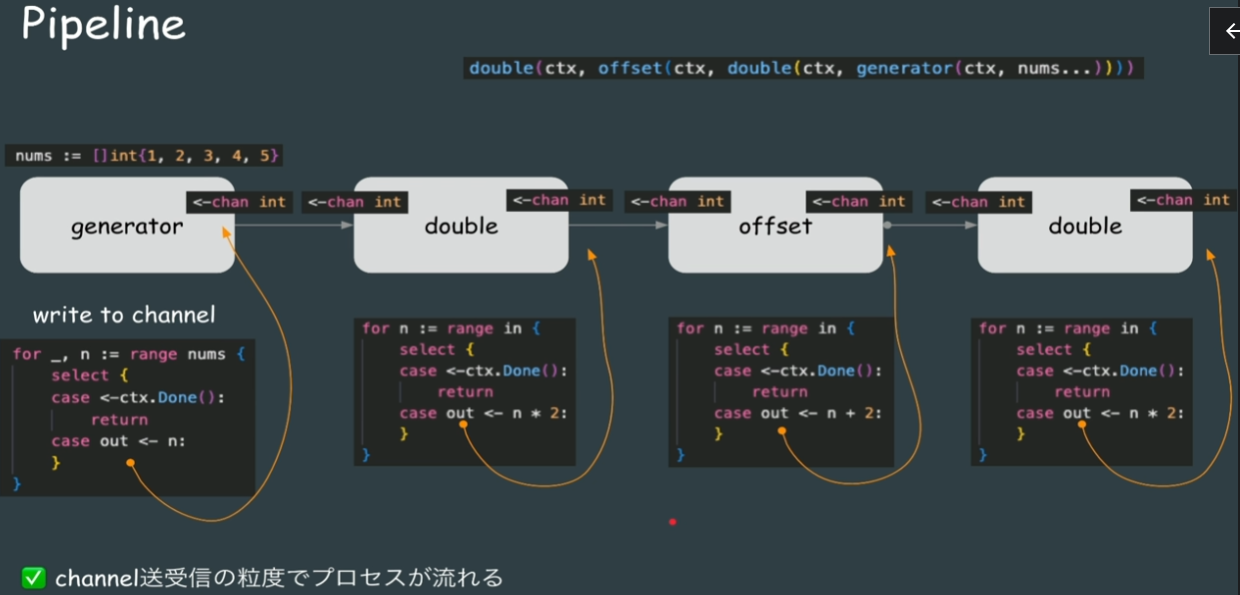 Pipeline
double(ctx, offset(ctx, double(ctx, generator(ctx, nums...))))
nums := []int{1, 2, 3, 4, 5}
<-chan int
<-chan int
<-chan int
<-chan int
<-chan int
<-chan int
<-chan int
generator
double
offset
double
write to channel
for _, n := range nums {
select {
case <-ctx.Done():
return
case out <- n:
}
}
for n := range in {
select {
case <-ctx.Done():
return
case out <- n * 2:
}
}
for n := range in {
select {
case <-ctx.Done():
return
case out <- n + 2:
}
}
for n := range in {
select {
case <-ctx.Done():
return
case out <- n * 2:
}
}
✅ channel送受信の粒度でプロセスが流れる